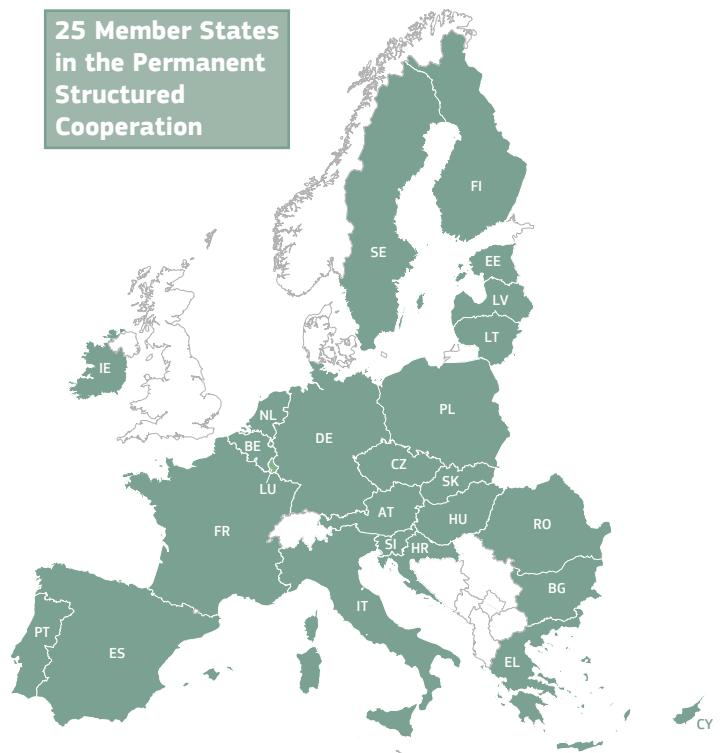 25 Member States
in the Permanent
Structured
Cooperation
FI
SE
EE
LV
LT
IE
NL
PL
DE
BE
CZ
SK
LU
AT
HU
RO
FR
SI
HR
BG
IT
PT
ES
EL
CY